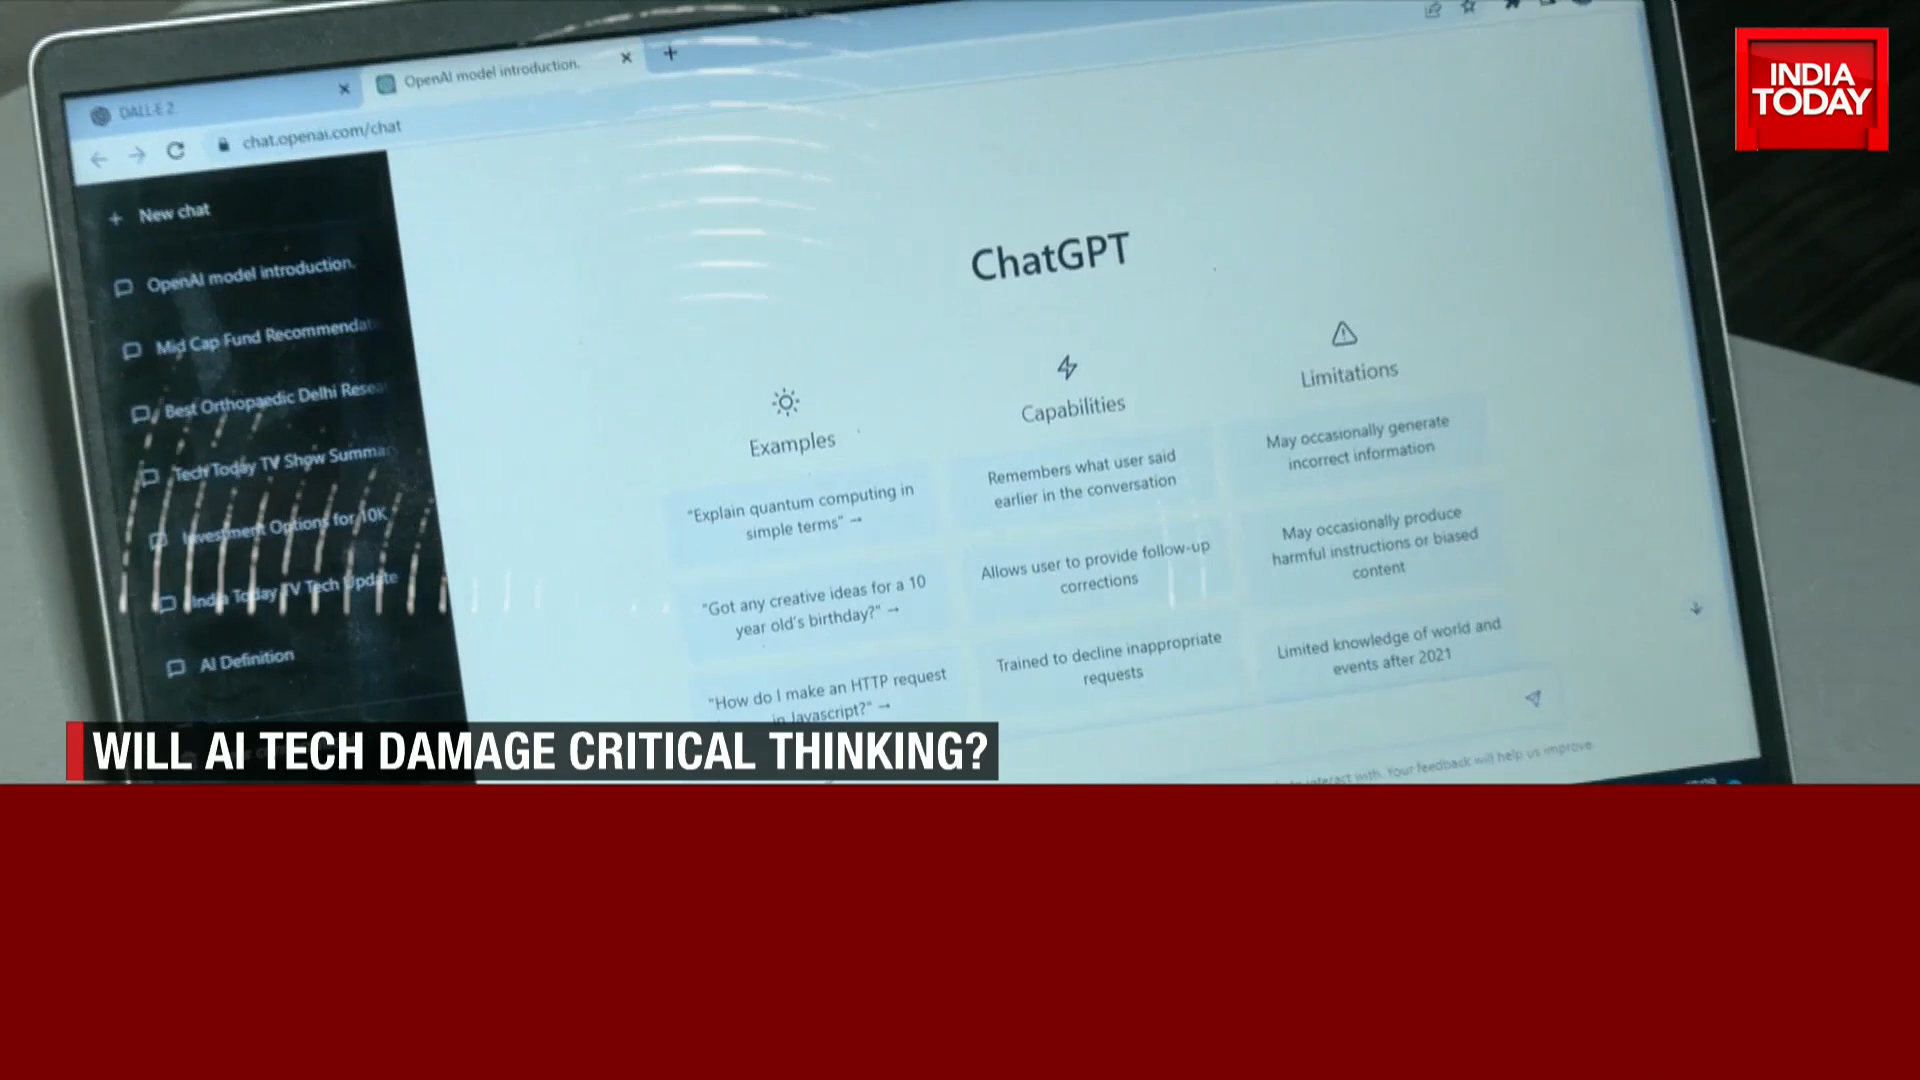 INDIA
TODAY
DALL·E 2
OpenAI model introduction.
chat.openai.com/chat
+ New chat
OpenAI model introduction.
Mid Cap Fund Recommendat
Best Orthopaedic Delhi Resea
Tech Today TV Show Summar
Investment Options for 10K
India Today TV Tech Update
AI Definition
ChatGPT
Examples
"Explain quantum computing in
simple terms" →
"Got any creative ideas for a 10
year old's birthday?" →
"How do I make an HTTP request
in Javascript?" →
Capabilities
Remembers what user said
earlier in the conversation
Allows user to provide follow-up
corrections
Trained to decline inappropriate
requests
Limitations
May occasionally generate
incorrect information
May occasionally produce
harmful instructions or biased
content
Limited knowledge of world and
events after 2021
interact with. Your feedback will help us improve.
WILL AI TECH DAMAGE CRITICAL THINKING?